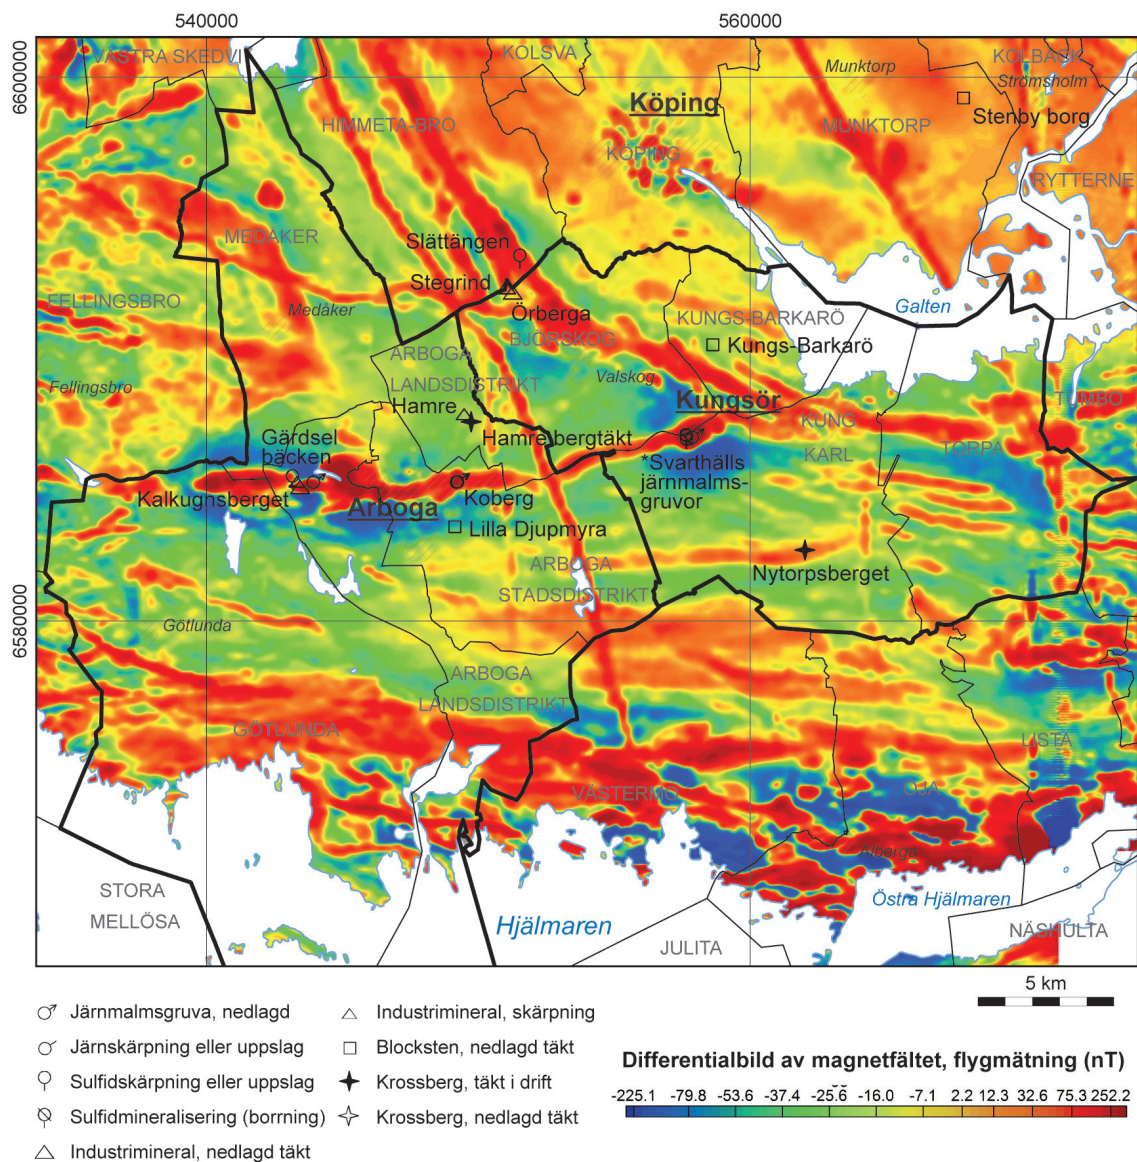 540000
560000
6600000
6580000
VÄSTRA SKEDVI
KOLSVA
KOLBÄCK
Munktorp
Strömsholm
Köping
Stenby borg
HIMMETA-BRO
MUNKTORP
KÖPING
RYTTERNE
MEDÅKER
Slättängen
Stegrind
FELLINGSBRO
Medåker
Örberga
Galten
KUNGS-BARKARÖ
BJÖRSKOG
Kungs-Barkarö
ARBOGA
LANDSDISTRIKT
Valskog
Fellingsbro
Kungsör
TUMBO
Hamre
KUNG
KARL
Gärdsel
bäcken
Hamre bergtäkt
TORPA
*Svarthälls
järnmalms-
gruvor
Kalkugnsberget
Koberg
Arboga
Lilla Djupmyra
ARBOGA
STADSDISTRIKT
Nytorpsberget
Götlunda
ARBOGA
LANDSDISTRIKT
GÖTLUNDA
LISTA
VÄSTERMO
ÖJA
Ålberga
STORA
MELLÖSA
Hjälmaren
Östra Hjälmaren
JULITA
NÄSHULTA
5 km
Järnmalmsgruva, nedlagd
Järnskärpning eller uppslag
Sulfidskärpning eller uppslag
Sulfidmineralisering (borrning)
Industrimineral, nedlagd täkt
Industrimineral, skärpning
Blocksten, nedlagd täkt
Krossberg, täkt i drift
Krossberg, nedlagd täkt
Differentialbild av magnetfältet, flygmätning (nT)
-225.1 -79.8 -53.6 -37.4 -25.6 -16.0 -7.1 2.2 12.3 32.6 75.3 252.2